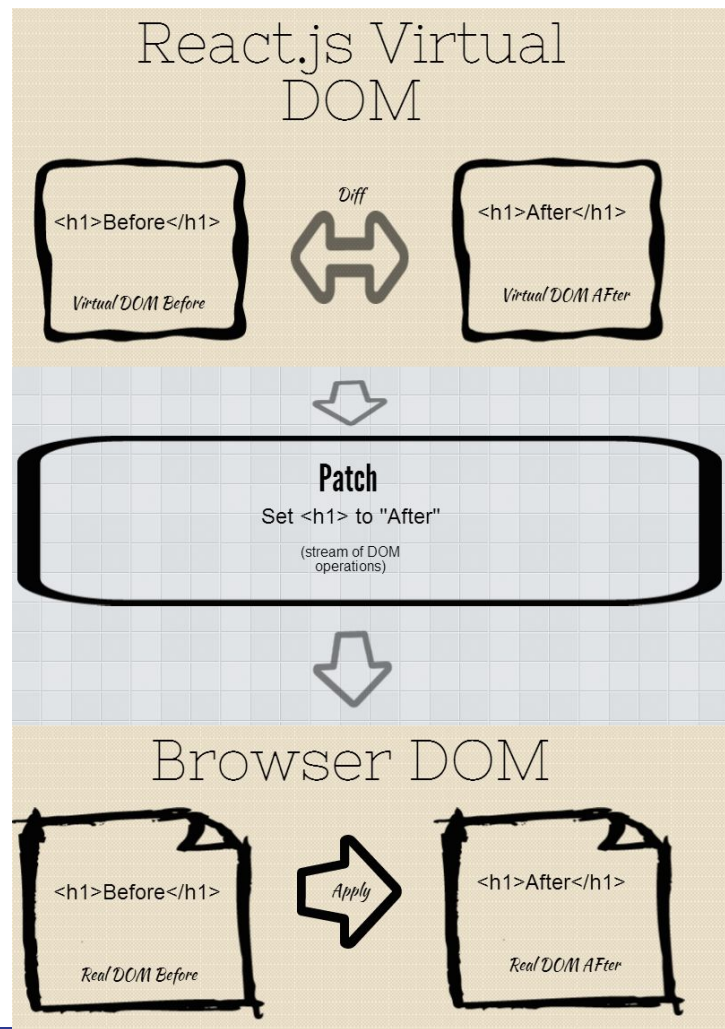 React.js Virtual
DOM
Diff
<h1>Before</h1>
<h1>After</h1>
Virtual DOM Before
Virtual DOM AFter
Patch
Set <h1> to "After"
(stream of DOM
operations)
Browser DOM
<h1>Before</h1>
Apply
<h1>After</h1>
Real DOM Before
Real DOM AFter